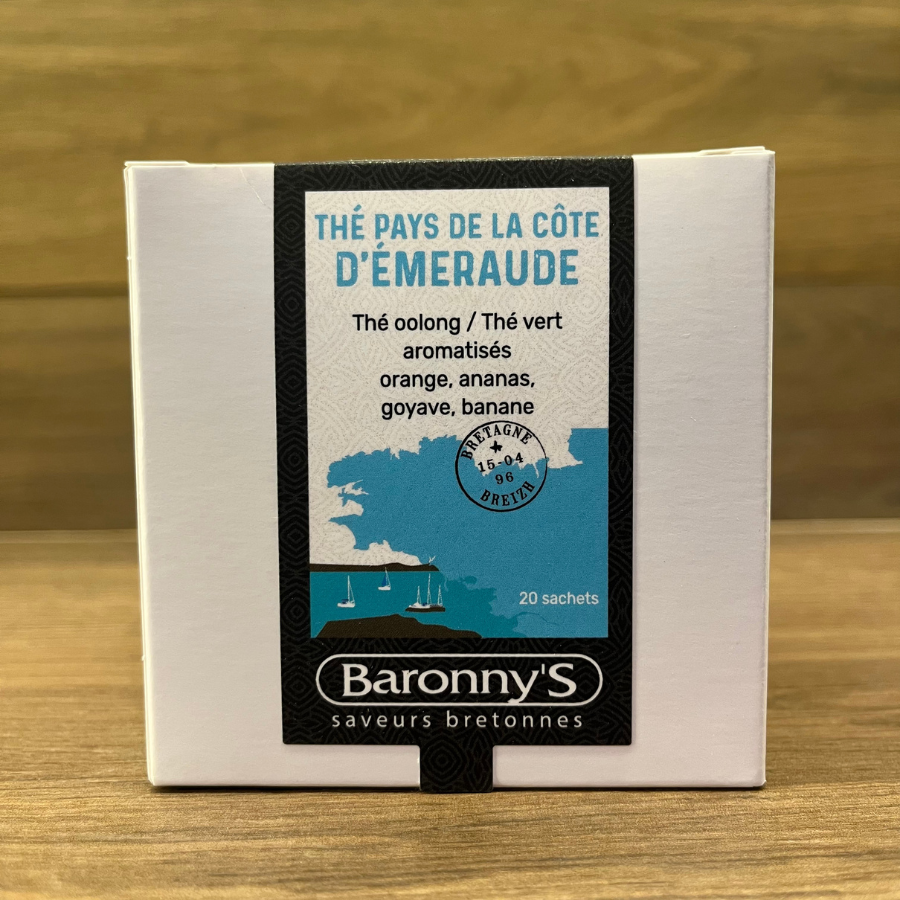 THÉ PAYS DE LA CÔTE
D'ÉMERAUDE
Thé oolong / Thé vert
aromatisés
orange, ananas,
goyave, banane
BRETAGNE
15-04
96
BREIZH
20 sachets
Baronny'S
saveurs bretonnes